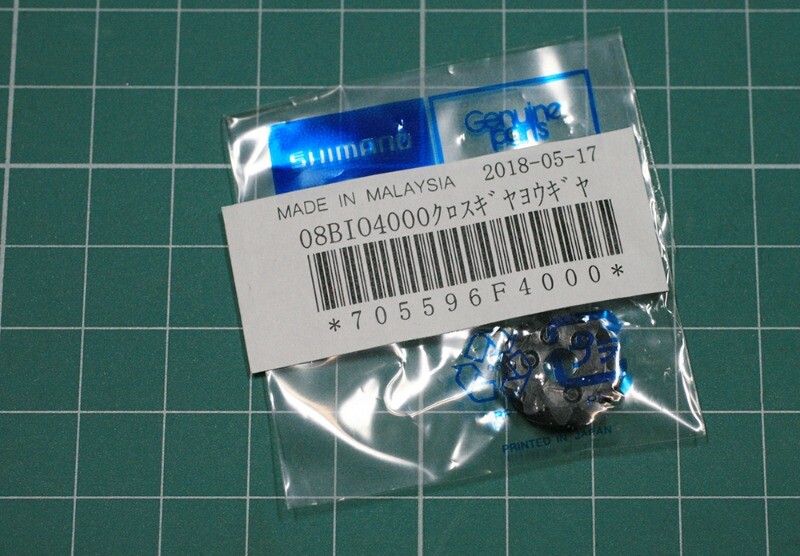 SHIMANO
Genuine
parts
MADE IN MALAYSIA 2018-05-17
08BIO4000クロスギヤヨウギヤ
*705596F4000*
PRINTED IN JAPAN